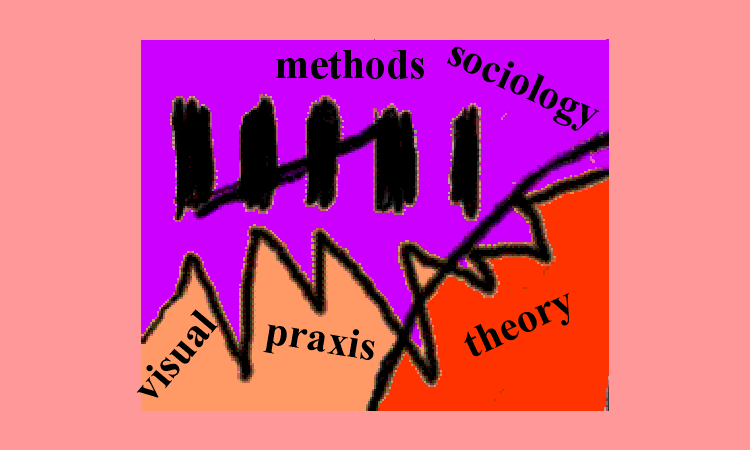 methods
sociology
visual
praxis
theory